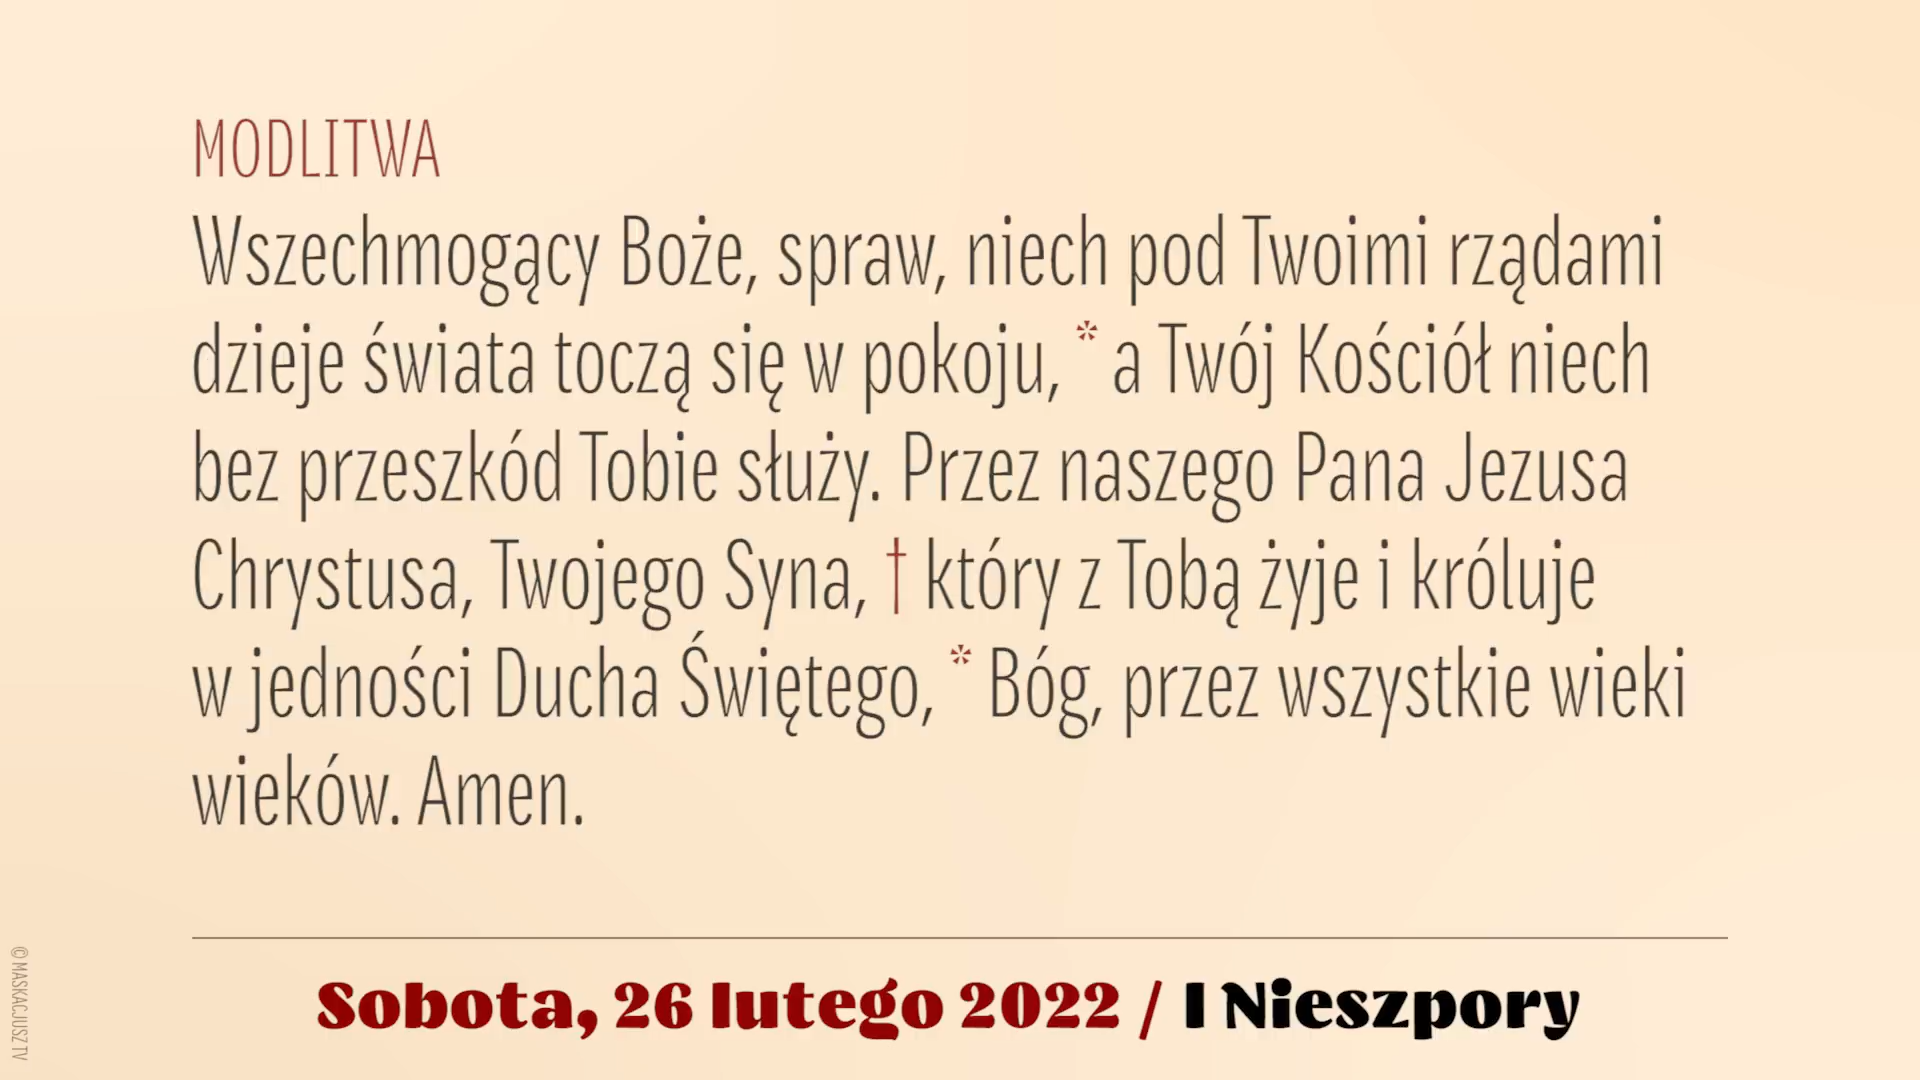 MODLITWA
Wszechmogący Boże, spraw, niech pod Twoimi rządami
dzieje świata toczą się w pokoju, * a Twój Kościół niech
bez przeszkód Tobie służy. Przez naszego Pana Jezusa
Chrystusa, Twojego Syna, † który z Tobą żyje i króluje
w jedności Ducha Świętego, * Bóg, przez wszystkie wieki
wieków. Amen.
Sobota, 26 lutego 2022 / I Nieszpory
© MASKACJUSZ TV